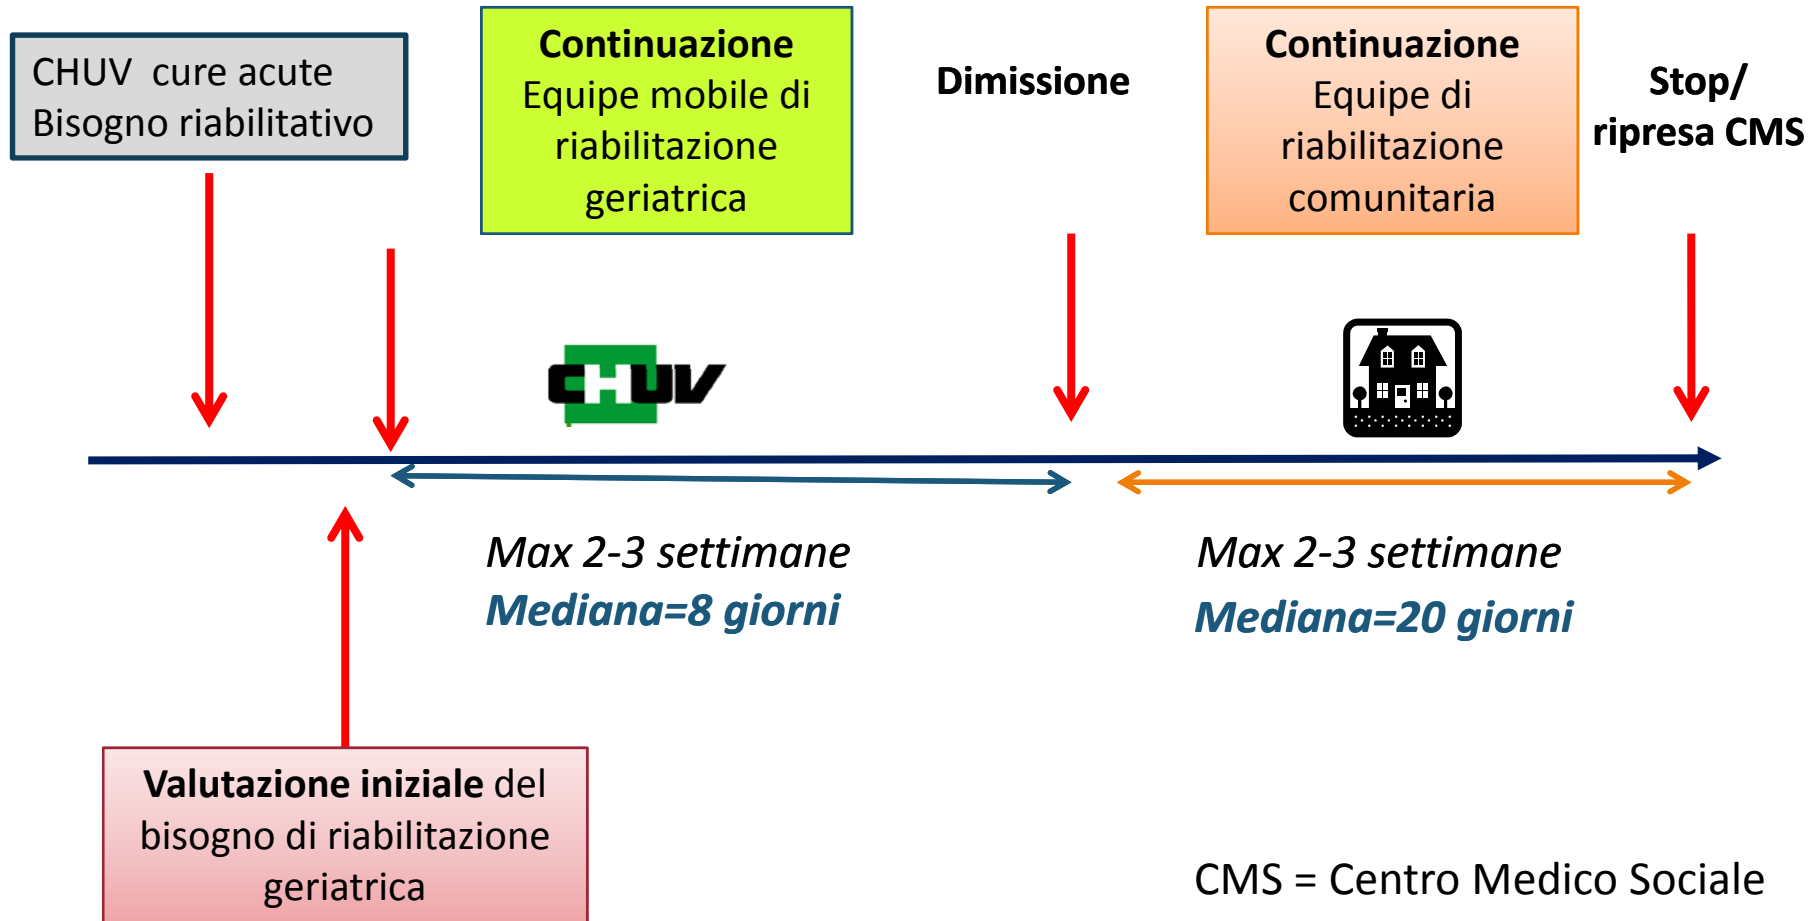 CHUV cure acute
Bisogno riabilitativo
Continuazione
Equipe mobile di
riabilitazione
geriatrica
Dimissione
Continuazione
Equipe di
riabilitazione
comunitaria
Stop/
ripresa CMS
CHUV
Max 2-3 settimane
Mediana=8 giorni
Max 2-3 settimane
Mediana=20 giorni
Valutazione iniziale del
bisogno di riabilitazione
geriatrica
CMS = Centro Medico Sociale